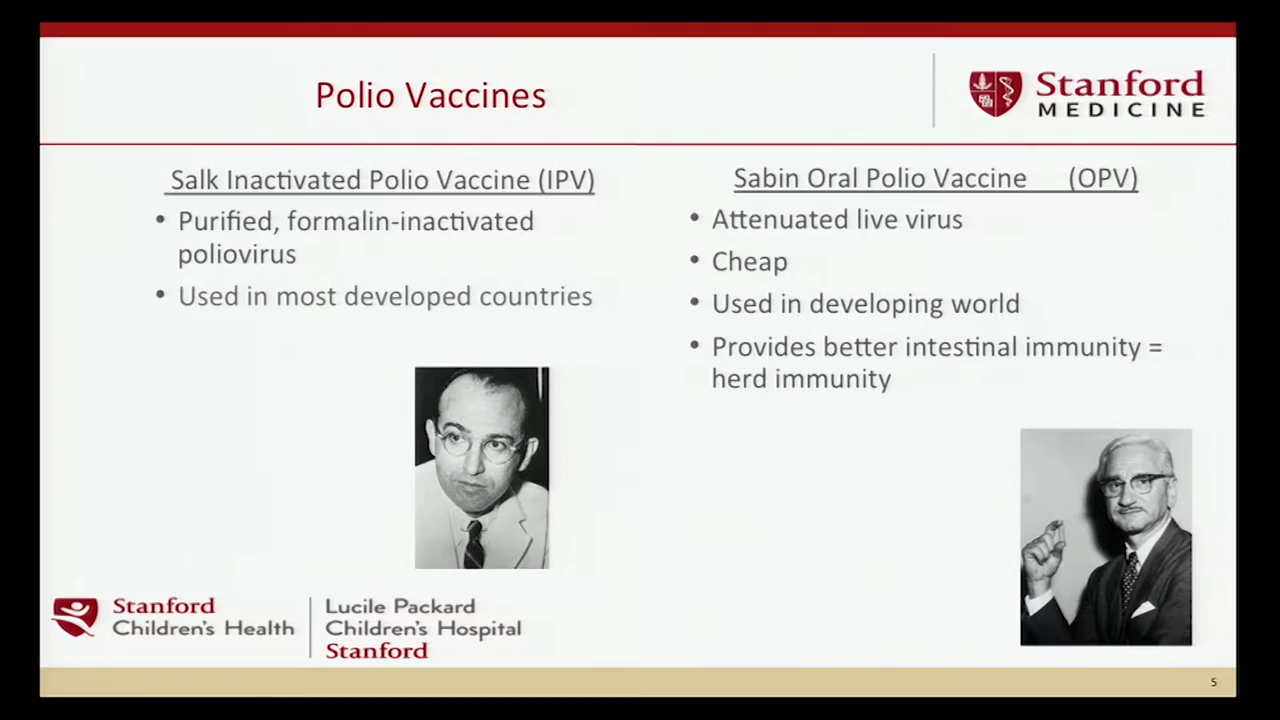 Polio Vaccines
Stanford
MEDICINE
Salk Inactivated Polio Vaccine (IPV)
• Purified, formalin-inactivated
poliovirus
• Used in most developed countries
Sabin Oral Polio Vaccine (OPV)
• Attenuated live virus
• Cheap
• Used in developing world
• Provides better intestinal immunity =
herd immunity
Stanford
Children's Health
Lucile Packard
Children's Hospital
Stanford
5